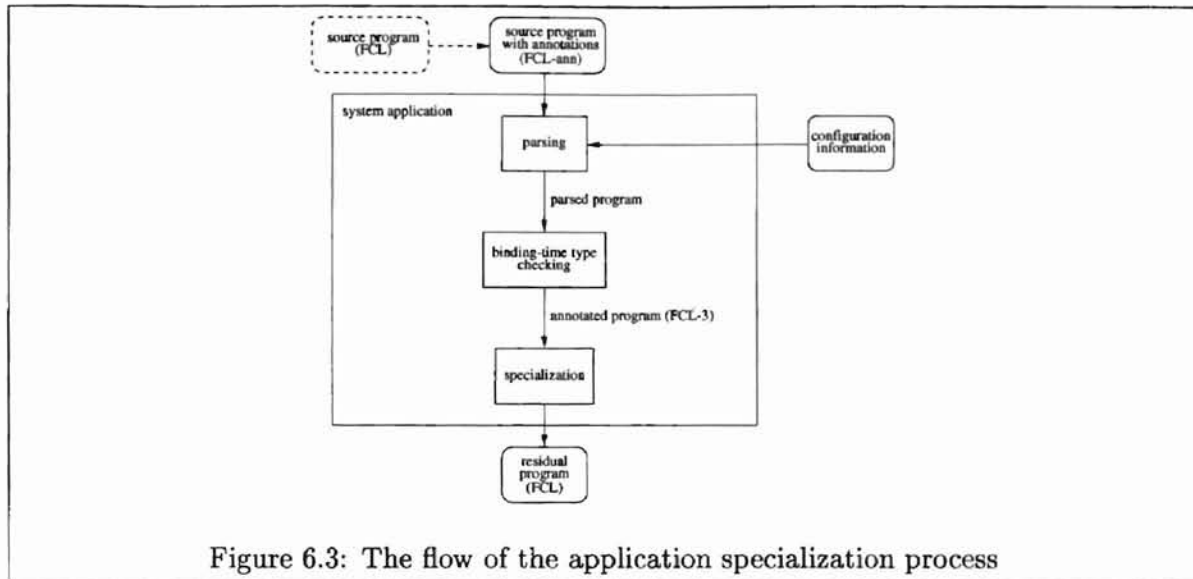 source program
(FCL)
source program
with annotations
(FCL-ann)
system application
parsing
configuration
information
parsed program
binding-time type
checking
annotated program (FCL-3)
specialization
residual
program
(FCL)
Figure 6.3: The flow of the application specialization process